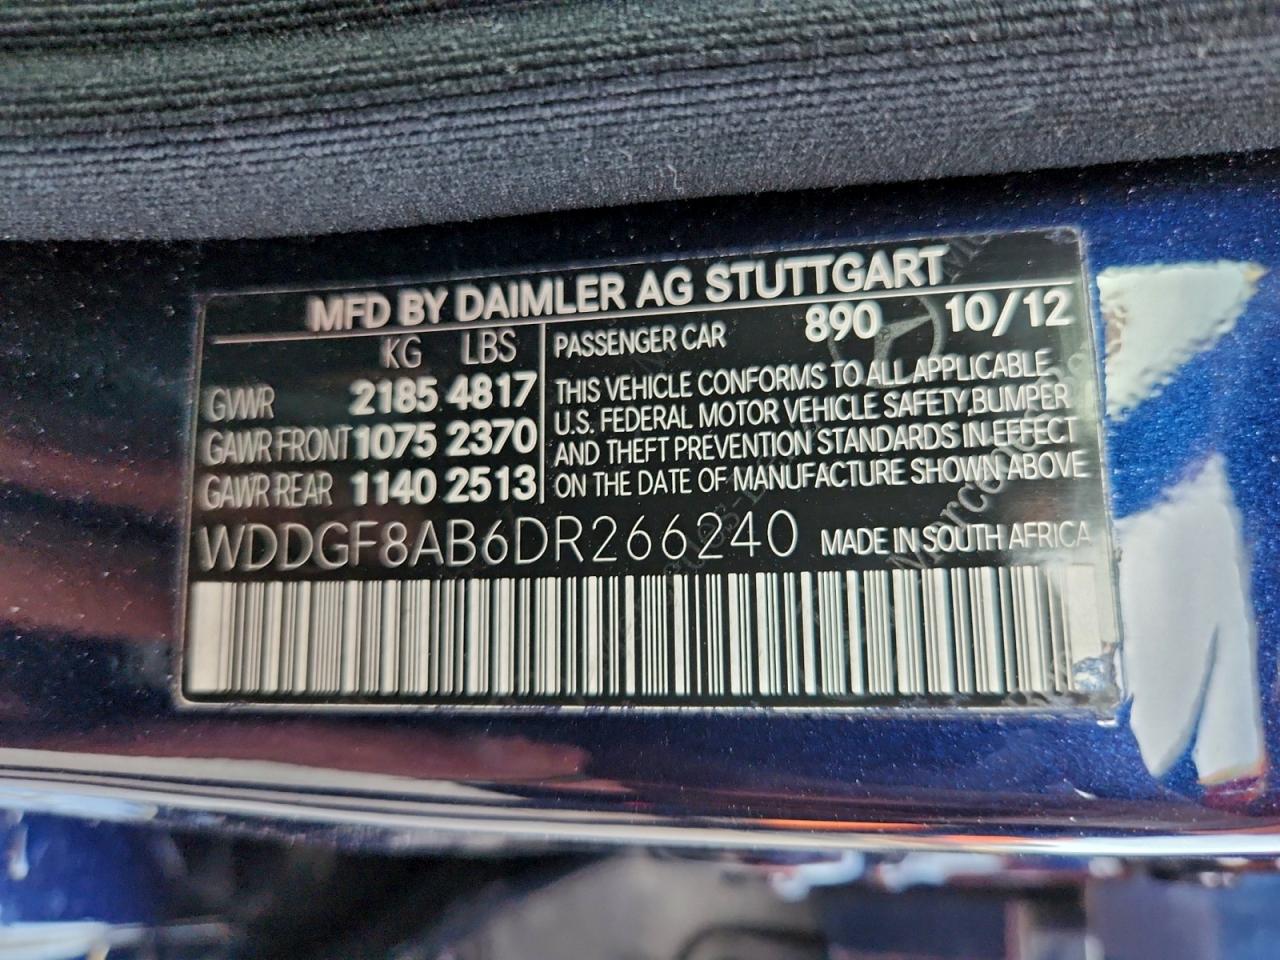 MFD BY DAIMLER AG STUTTGART
KG LBS
GVWR 2185 4817
GAWR FRONT 1075 2370
GAWR REAR 1140 2513
PASSENGER CAR 890 10/12
THIS VEHICLE CONFORMS TO ALL APPLICABLE
U.S. FEDERAL MOTOR VEHICLE SAFETY,BUMPER
AND THEFT PREVENTION STANDARDS IN EFFECT
ON THE DATE OF MANUFACTURE SHOWN ABOVE
WDDGF8AB6DR266240 MADE IN SOUTH AFRICA